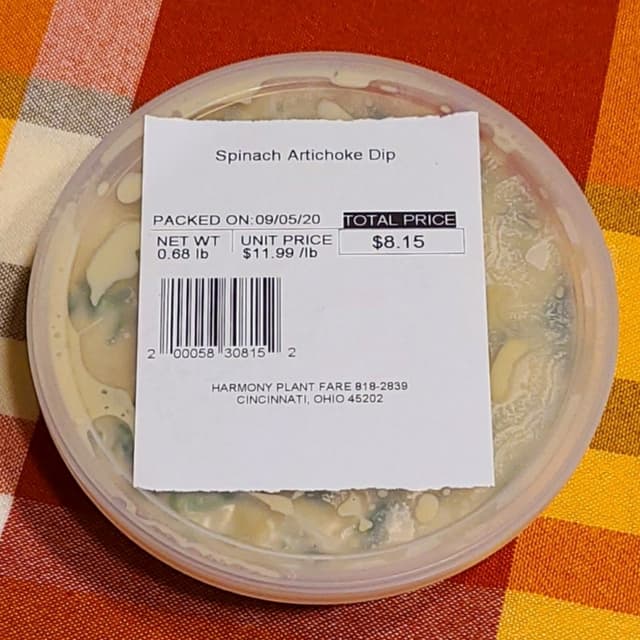 Spinach Artichoke Dip
PACKED ON:09/05/20 TOTAL PRICE
NET WT UNIT PRICE $8.15
0.68 lb $11.99 /lb
2 00058 30815 2
HARMONY PLANT FARE 818-2839
CINCINNATI, OHIO 45202